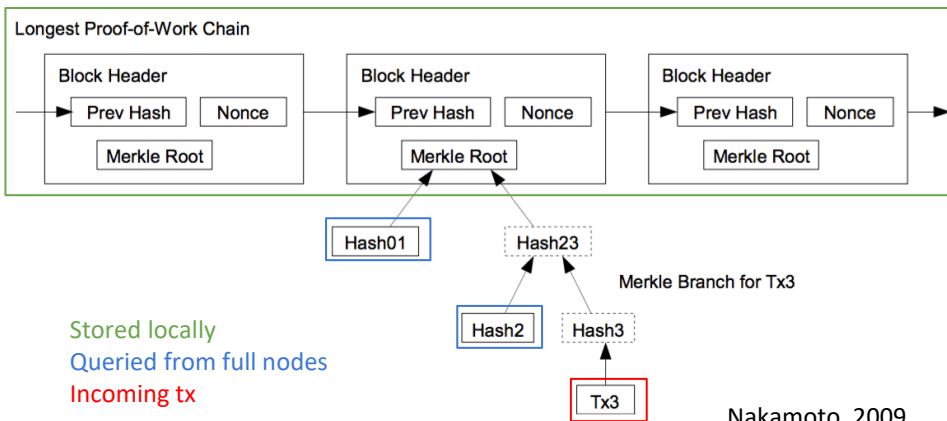 Longest Proof-of-Work Chain
Block Header Block Header Block Header
Prev Hash Nonce Prev Hash Nonce Prev Hash Nonce
Merkle Root Merkle Root Merkle Root
Hash01 Hash23
Merkle Branch for Tx3
Stored locally
Hash2 Hash3
Queried from full nodes
Incoming tx
Tx3
Nakamoto, 2009